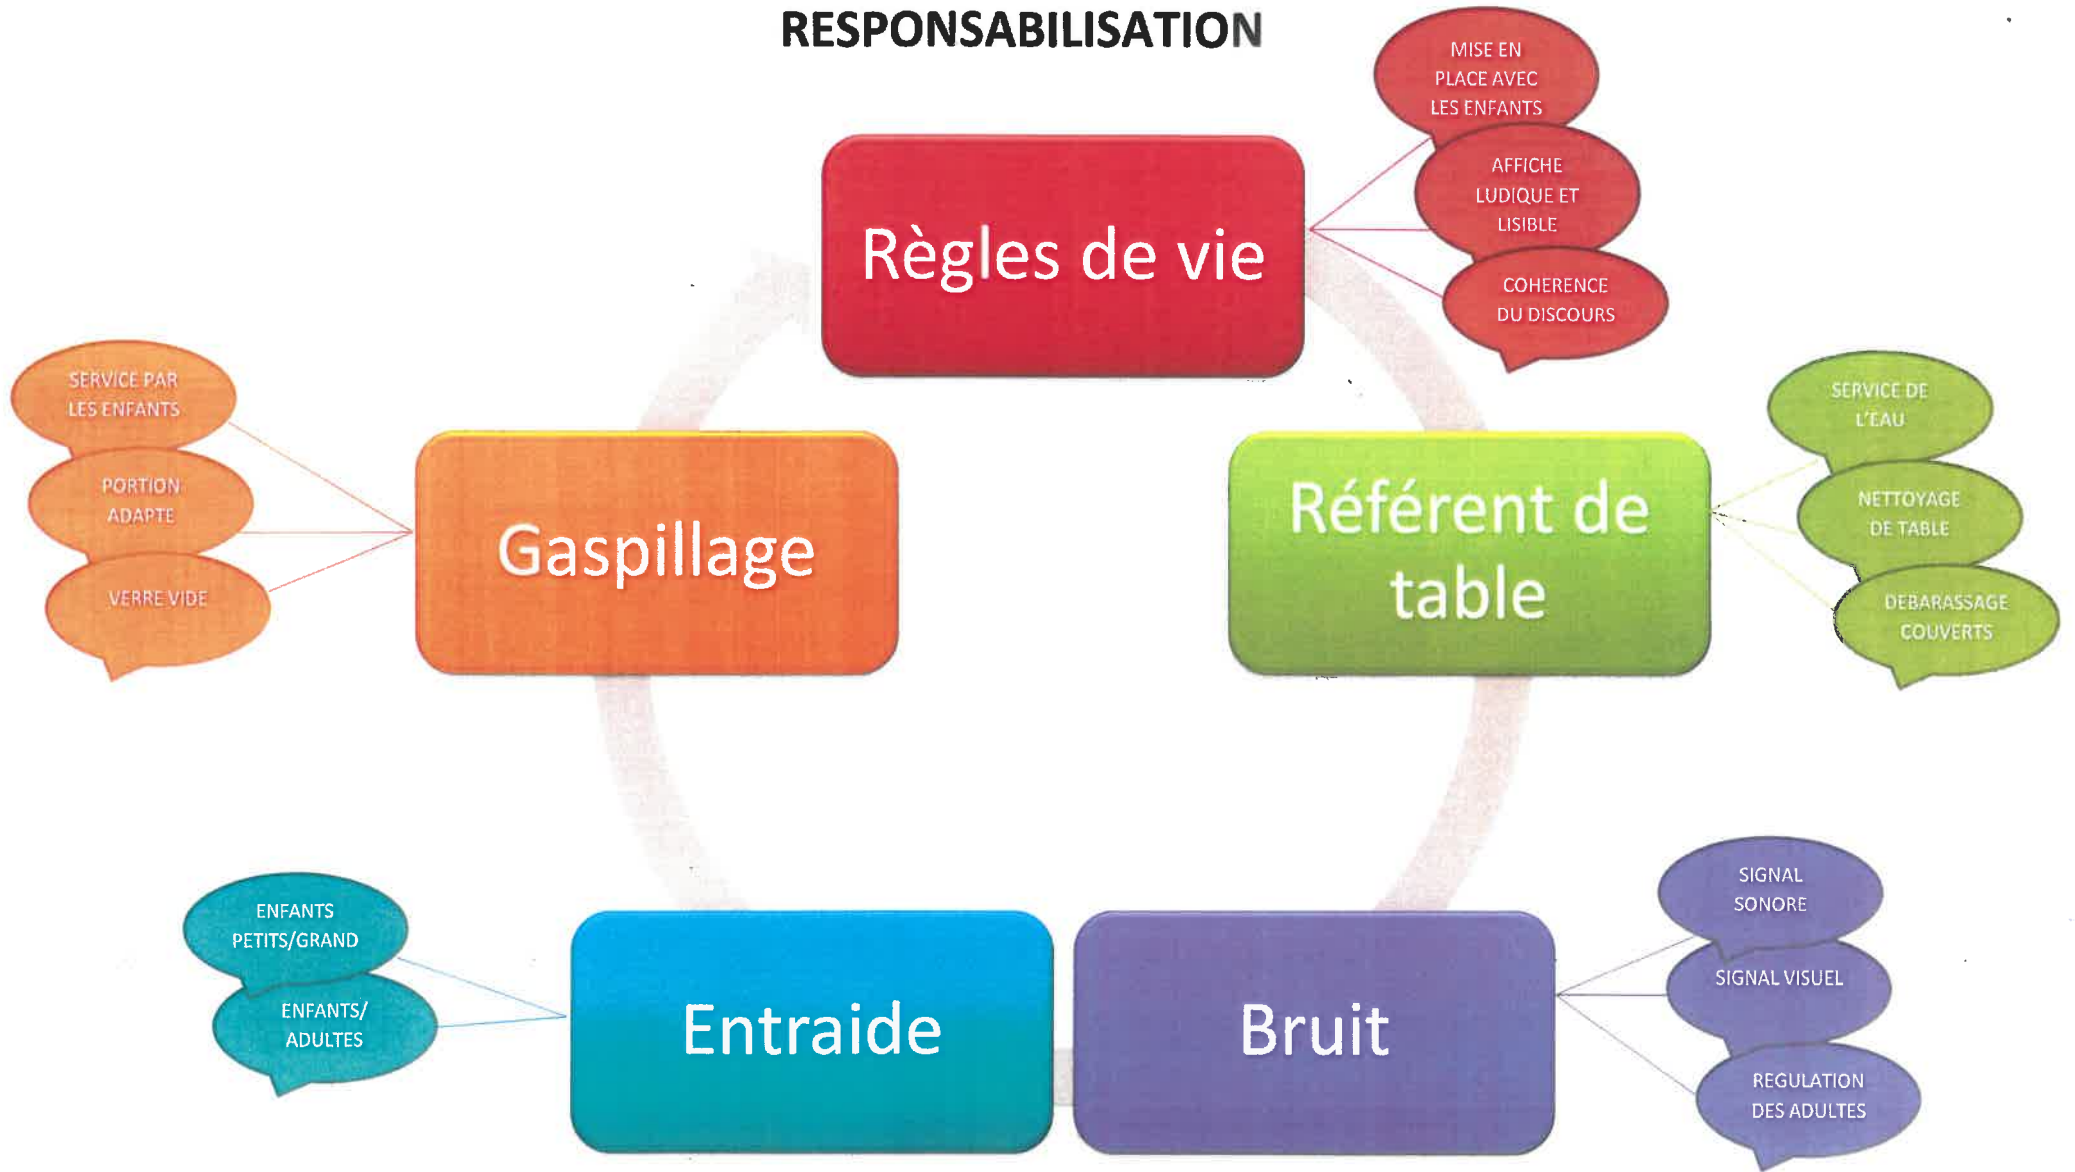 RESPONSABILISATION
Règles de vie
MISE EN
PLACE AVEC
LES ENFANTS
AFFICHE
LUDIQUE ET
LISIBLE
COHERENCE
DU DISCOURS
Référent de
table
SERVICE DE
L'EAU
NETTOYAGE
DE TABLE
DEBARASSAGE
COUVERTS
Bruit
SIGNAL
SONORE
SIGNAL VISUEL
REGULATION
DES ADULTES
Entraide
ENFANTS
PETITS/GRAND
ENFANTS/
ADULTES
Gaspillage
SERVICE PAR
LES ENFANTS
PORTION
ADAPTE
VERRE VIDE